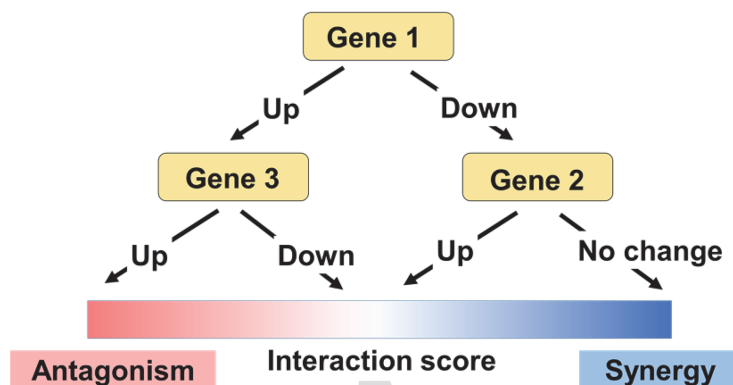 Gene 1
Up
Down
Gene 3
Gene 2
Up
Down
Up
No change
Antagonism
Interaction score
Synergy